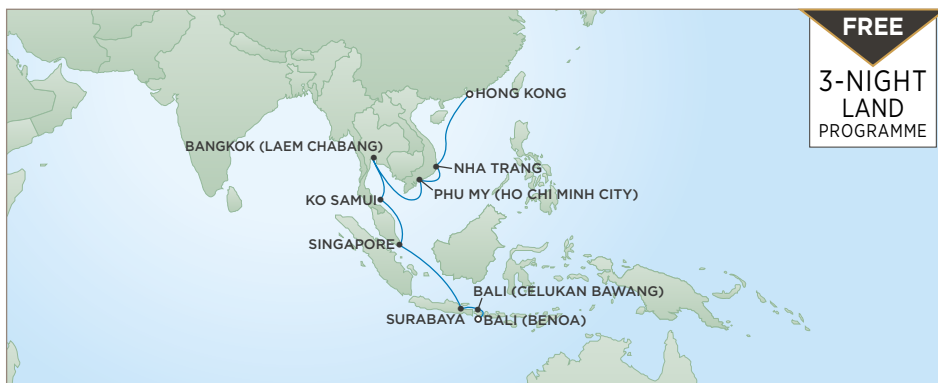 FREE
3-NIGHT
LAND
PROGRAMME
HONG KONG
BANGKOK (LAEM CHABANG)
NHA TRANG
PHU MY (HO CHI MINH CITY)
KO SAMUI
SINGAPORE
BALI (CELUKAN BAWANG)
SURABAYA
BALI (BENOA)